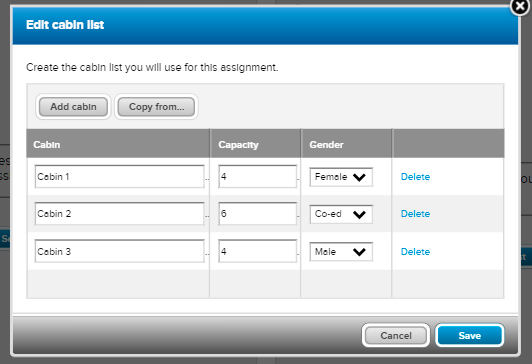 Edit cabin list
Create the cabin list you will use for this assignment.
Add cabin Copy from...
Cabin Capacity Gender
Cabin 1 .. 4 . Female Delete
Cabin 2 .. 6 . Co-ed Delete
Cabin 3 .. 4 . Male Delete
Cancel Save